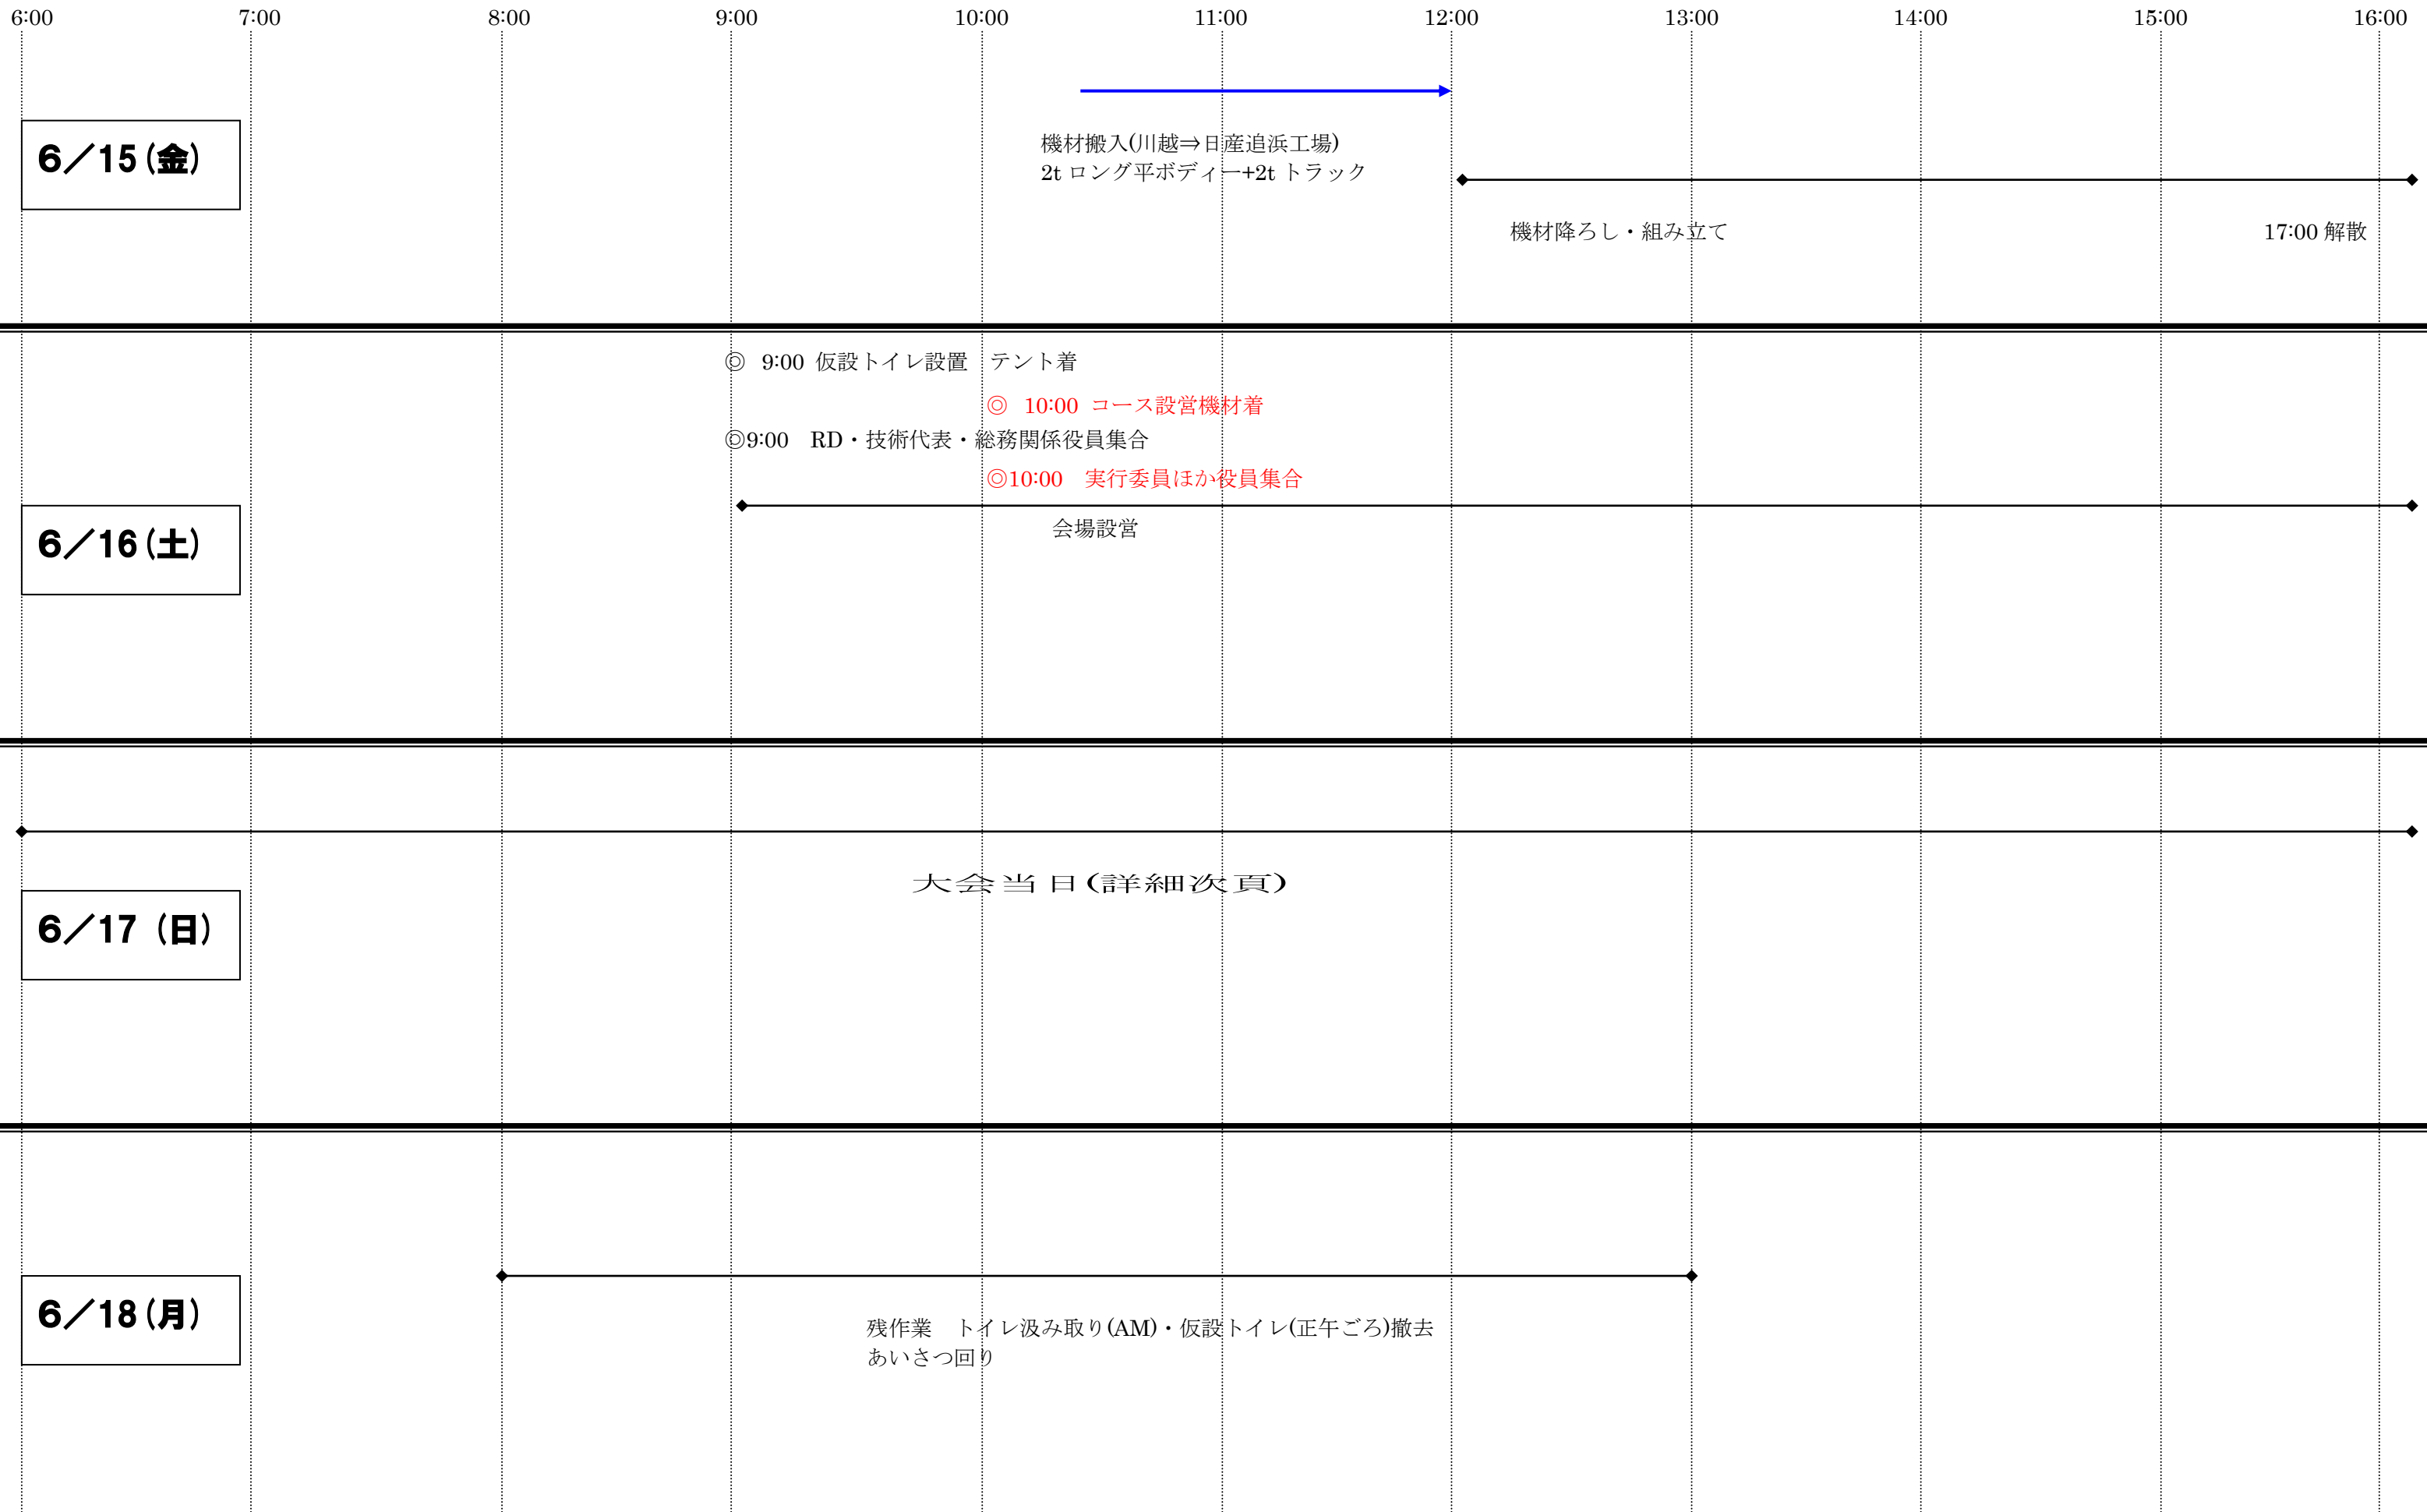 6:00 7:00 8:00 9:00 10:00 11:00 12:00 13:00 14:00 15:00 16:00
6／15(金)
機材搬入(川越⇒日産追浜工場)
2t ロング平ボディー+2t トラック
機材降ろし・組み立て
17:00 解散
◎ 9:00 仮設トイレ設置　テント着
◎ 10:00 コース設営機材着
◎9:00　RD・技術代表・総務関係役員集合
◎10:00　実行委員ほか役員集合
6／16(土)
会場設営
大会当日(詳細次頁)
6／17 (日)
6／18(月)
残作業　トイレ汲み取り(AM)・仮設トイレ(正午ごろ)撤去
あいさつ回り